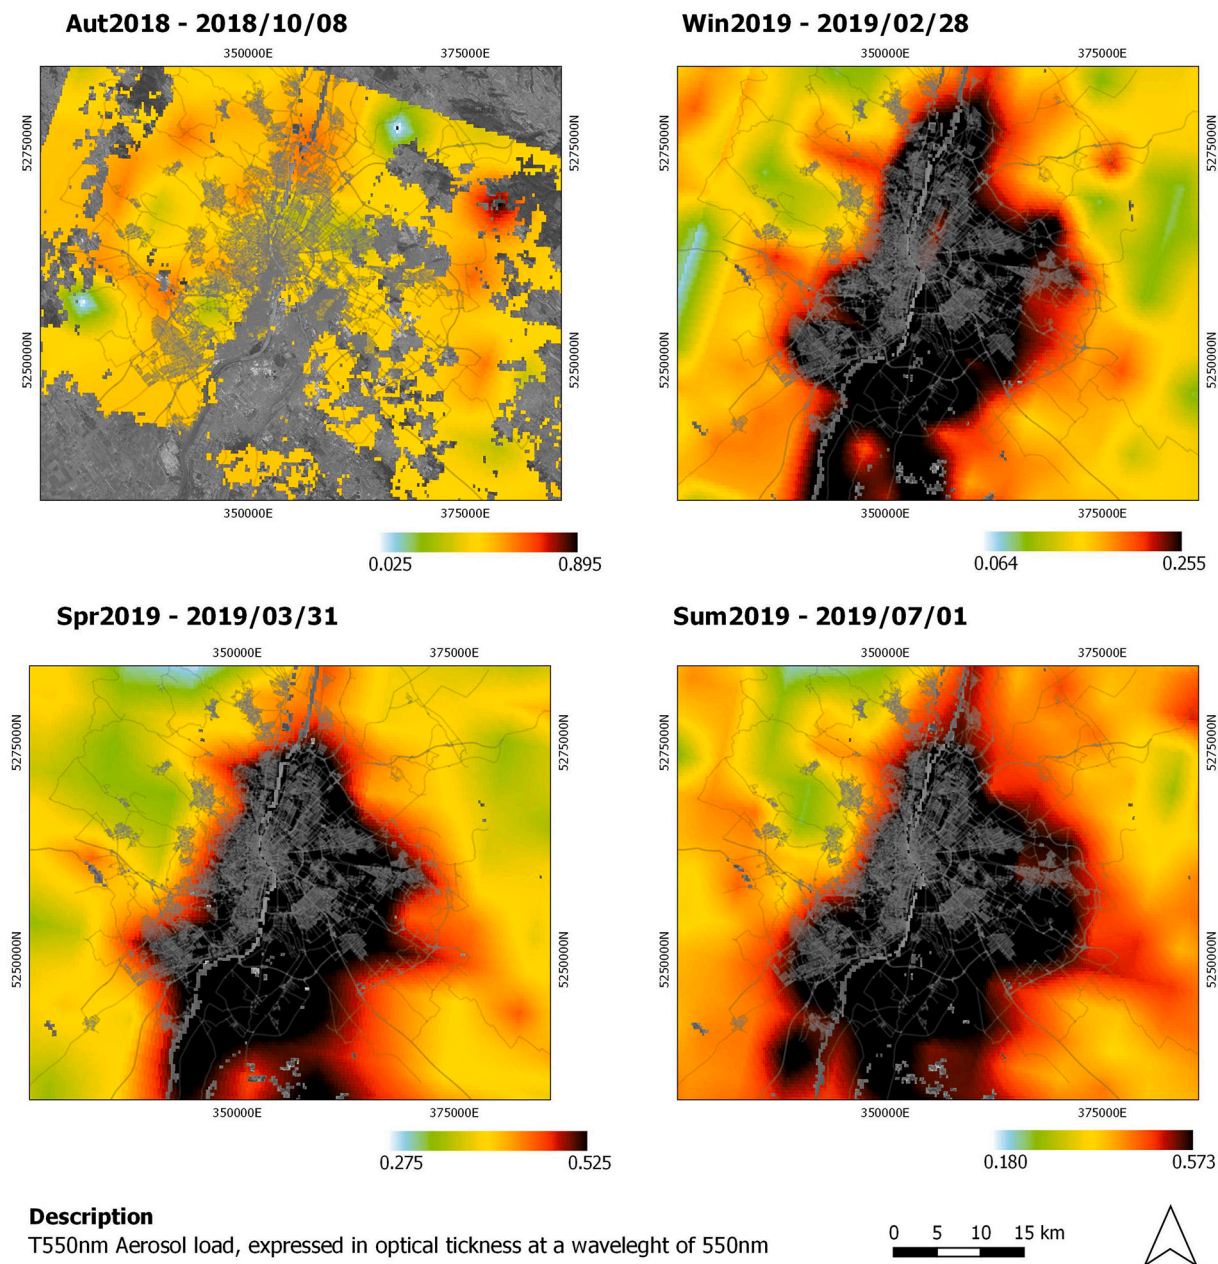 Aut2018 - 2018/10/08
Win2019 - 2019/02/28
350000E 375000E
350000E 375000E
5275000N 5275000N 5275000N 5275000N
5250000N 5250000N 5250000N 5250000N
350000E 375000E
350000E 375000E
0.025 0.895
0.064 0.255
Spr2019 - 2019/03/31
Sum2019 - 2019/07/01
350000E 375000E
350000E 375000E
5275000N 5275000N 5275000N 5275000N
5250000N 5250000N 5250000N 5250000N
350000E 375000E
350000E 375000E
0.275 0.525
0.180 0.573
Description
T550nm Aerosol load, expressed in optical tickness at a waveleght of 550nm
0 5 10 15 km